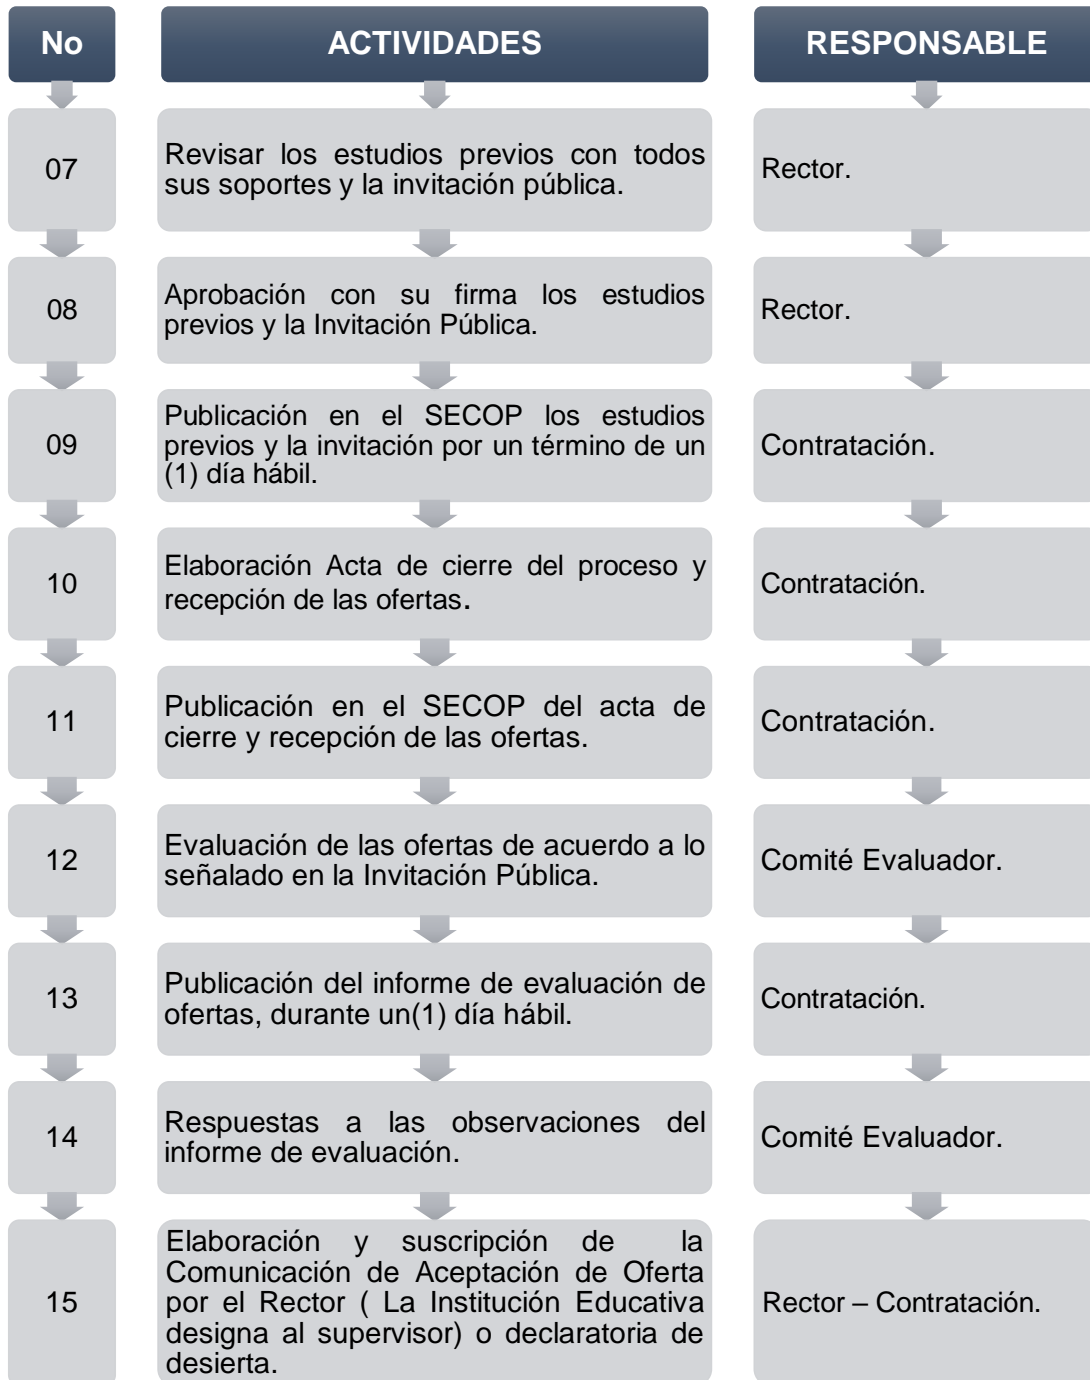 No ACTIVIDADES RESPONSABLE
07
Revisar los estudios previos con todos
sus soportes y la invitación pública.
Rector.
08
Aprobación con su firma los estudios
previos y la Invitación Pública.
Rector.
09
Publicación en el SECOP los estudios
previos y la invitación por un término de un
(1) día hábil.
Contratación.
10
Elaboración Acta de cierre del proceso y
recepción de las ofertas.
Contratación.
11
Publicación en el SECOP del acta de
cierre y recepción de las ofertas.
Contratación.
12
Evaluación de las ofertas de acuerdo a lo
señalado en la Invitación Pública.
Comité Evaluador.
13
Publicación del informe de evaluación de
ofertas, durante un(1) día hábil.
Contratación.
14
Respuestas a las observaciones del
informe de evaluación.
Comité Evaluador.
15
Elaboración y suscripción de la
Comunicación de Aceptación de Oferta
por el Rector ( La Institución Educativa
designa al supervisor) o declaratoria de
desierta.
Rector – Contratación.